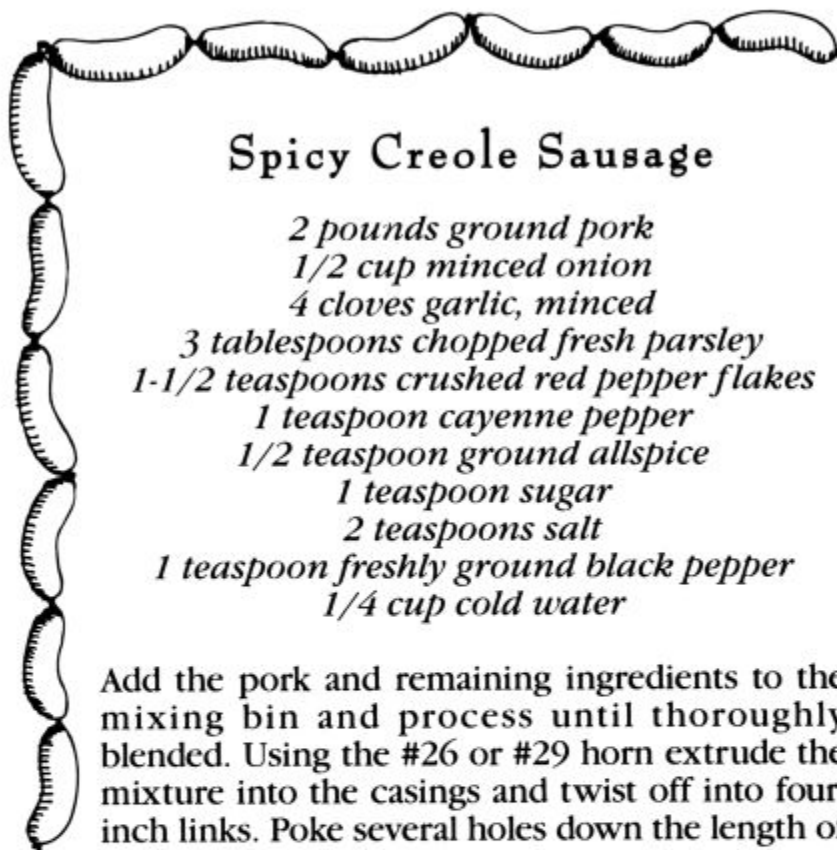 Spicy Creole Sausage
2 pounds ground pork
1/2 cup minced onion
4 cloves garlic, minced
3 tablespoons chopped fresh parsley
1-1/2 teaspoons crushed red pepper flakes
1 teaspoon cayenne pepper
1/2 teaspoon ground allspice
1 teaspoon sugar
2 teaspoons salt
1 teaspoon freshly ground black pepper
1/4 cup cold water
Add the pork and remaining ingredients to the
mixing bin and process until thoroughly
blended. Using the #26 or #29 horn extrude the
mixture into the casings and twist off into four
inch links. Poke several holes down the length of